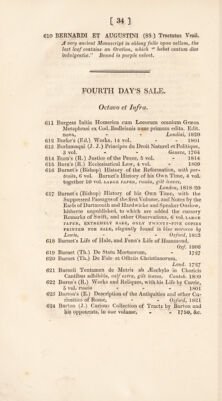 [ 34 ]
610 BERNARDI ET AUGUSTINI (SS.) Tractatus Varii.
A very ancient Manuscript in oblong folio upon vellum, the
last leaf contains an Oration, which " habet centum dies
indulgentiæ." Bound in purple velvet.
FOURTH DAY'S SALE.
Octavo et Infra.
611 Burgess Initia Homerica cum Locorum omnium Græce
Metaphrasi ex Cod. Bodleianis nunc primum edita. Edit.
nova, London, 1820
612 Burke's (Ed.) Works, 14 vol. - 1801
613 Burlamaqui (J. J.) Principes du Droit Naturel et Politique,
3 vol. - Geneve, 1764
614 Burn's (R.) Justice of the Peace, 5 vol. - 1814
615 Burn's (R.) Ecclesiastical Law, 4 vol. - 1809
616 Burnet's (Bishop) History of the Reformation, with por-
traits, 6 vol. Burnet's History of his Own Time, 4 vol.
together 10 vol. LARGE PAPER, russia, gilt leaves,
London, 1818-23
617 Burnet's (Bishop) History of his Own Time, with the
Suppressed Passages of the first Volume, and Notes by the
Earls of Dartmouth and Hardwicke and Speaker Onslow,
hitherto unpublished, to which are added the cursory
Remarks of Swift, and other Observations, 6 vol. LARGE
PAPER, EXTREMELY RARE, ONLY TWENTY-FIVE COPIES
PRINTED FOR SALE, elegantly bound in blue morocco by
Lewis, - Oxford, 1823
618 Burnet's Life of Hale, and Fell's Life of Hammond,
Oxf. 1806
619 Burnet (Th.) De Statu Mortuorum, 1727
620 Burnet (Th.) De Fide et Officiis Christianorum,
Lond. 1727
621 Burneii Tentamen de Metris ab Æschylo in Choricis
Cantibus adhibitis, calf extra, gilt leaves, Cantab. 1809
622 Burns's (R.) Works and Reliques, with his Life by Currie,
5 vol. russia - 1801
623 Burton's (E.) Description of the Antiquities and other Cu-
riosities of Rome, - Oxford, 1821
624 Burton (J.) Curious Collection of Tracts by Burton and
his opponents, in one volume, - 1750, &c.